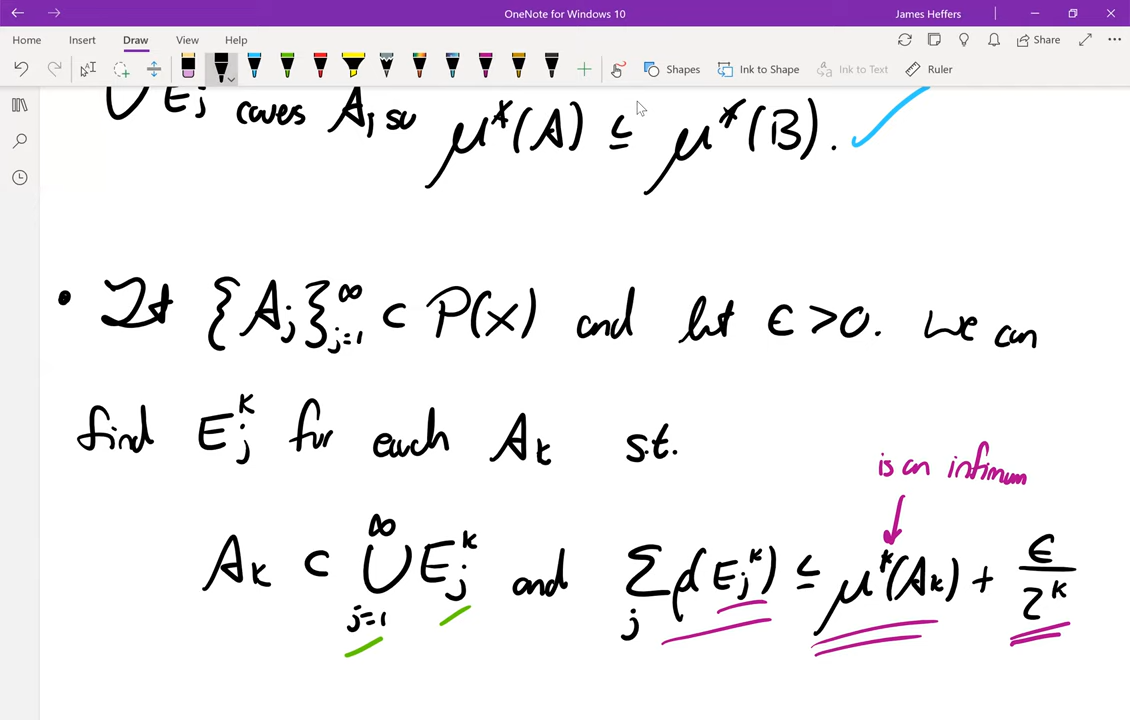 OneNote for Windows 10
James Heffers
Home Insert Draw View Help
Share
Shapes
Ink to Shape
Ink to Text
Ruler
∪ Eⱼ covers A, so μ*(A) ≤ μ*(B).
• Let {Aⱼ}ⱼ₌₁^∞ ⊂ P(X) and let ε > 0. We can
find Eⱼᵏ for each Aₖ s.t.
is an infimum
Aₖ ⊂ ∪ⱼ₌₁^∞ Eⱼᵏ and ∑ⱼ ρ(Eⱼᵏ) ≤ μ*(Aₖ) + ε/2ᵏ